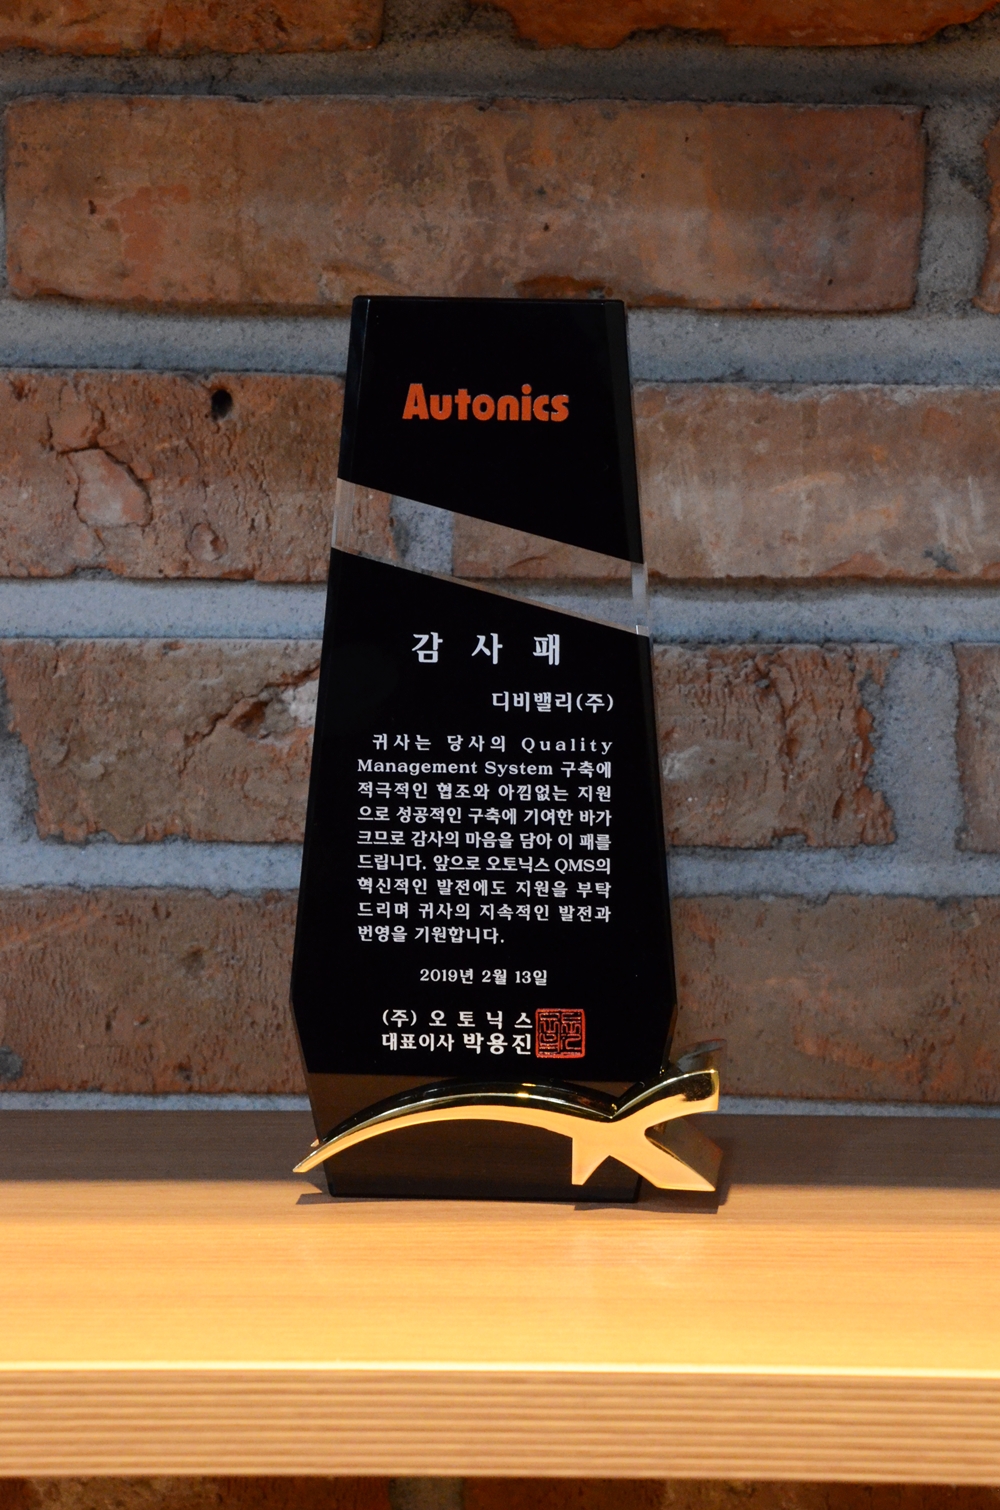 Autonics
감 사 패
디비밸리(주)
귀사는 당사의 Quality
Management System 구축에
적극적인 협조와 아낌없는 지원
으로 성공적인 구축에 기여한 바가
크므로 감사의 마음을 담아 이 패를
드립니다. 앞으로 오토닉스 QMS의
혁신적인 발전에도 지원을 부탁
드리며 귀사의 지속적인 발전과
번영을 기원합니다.
2019년 2월 13일
(주) 오 토 닉 스
대표이사 박용진